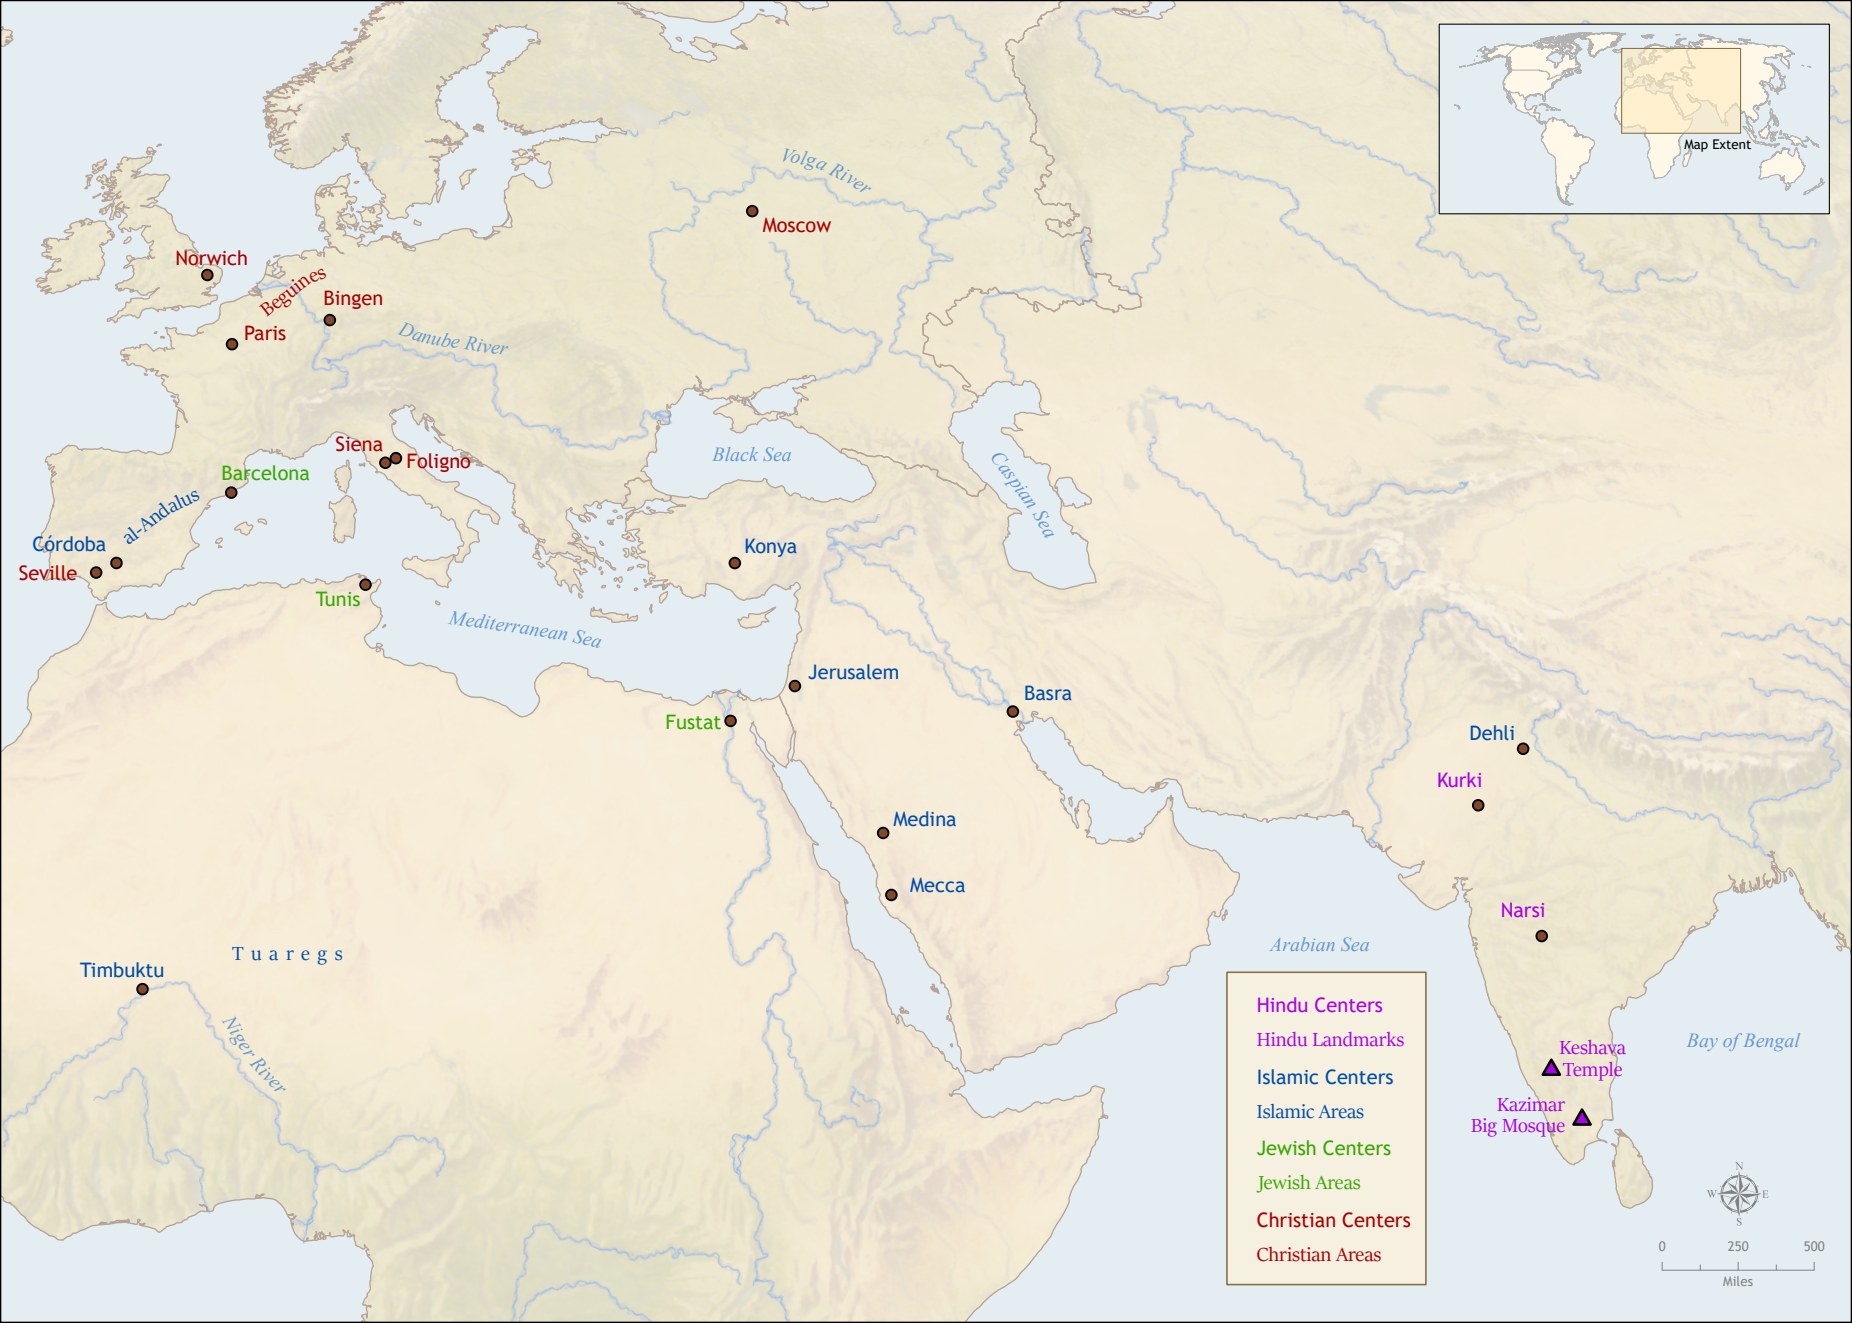 Map Extent
Volga River
Moscow
Norwich
Beguines
Bingen
Paris
Danube River
Siena
Foligno
Barcelona
Black Sea
Caspian Sea
al-Andalus
Córdoba
Seville
Konya
Tunis
Mediterranean Sea
Jerusalem
Basra
Fustat
Dehli
Kurki
Medina
Mecca
Narsi
Arabian Sea
Tuaregs
Timbuktu
Niger River
Bay of Bengal
Keshava
Temple
Kazimar
Big Mosque
Hindu Centers
Hindu Landmarks
Islamic Centers
Islamic Areas
Jewish Centers
Jewish Areas
Christian Centers
Christian Areas
N
W E
S
0 250 500
Miles